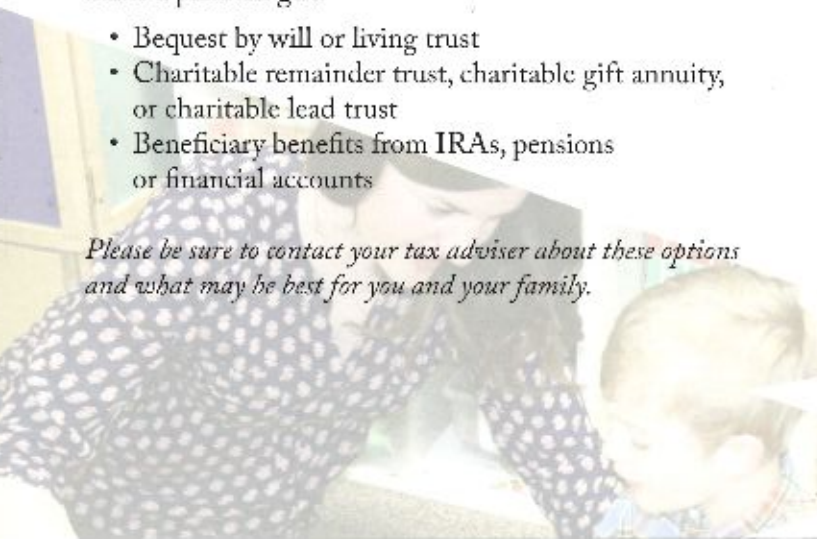 • Bequest by will or living trust
• Charitable remainder trust, charitable gift annuity,
or charitable lead trust
• Beneficiary benefits from IRAs, pensions
or financial accounts
Please be sure to contact your tax adviser about these options
and what may be best for you and your family.